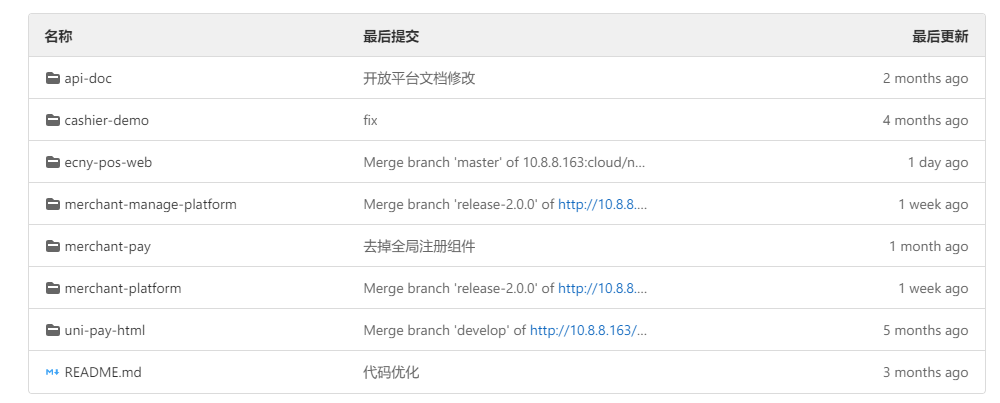 名称 最后提交 最后更新
api-doc 开放平台文档修改 2 months ago
cashier-demo fix 4 months ago
ecny-pos-web Merge branch 'master' of 10.8.8.163:cloud/n... 1 day ago
merchant-manage-platform Merge branch 'release-2.0.0' of http://10.8.8.... 1 week ago
merchant-pay 去掉全局注册组件 1 month ago
merchant-platform Merge branch 'release-2.0.0' of http://10.8.8.... 1 week ago
uni-pay-html Merge branch 'develop' of http://10.8.8.163/... 5 months ago
M↓ README.md 代码优化 3 months ago